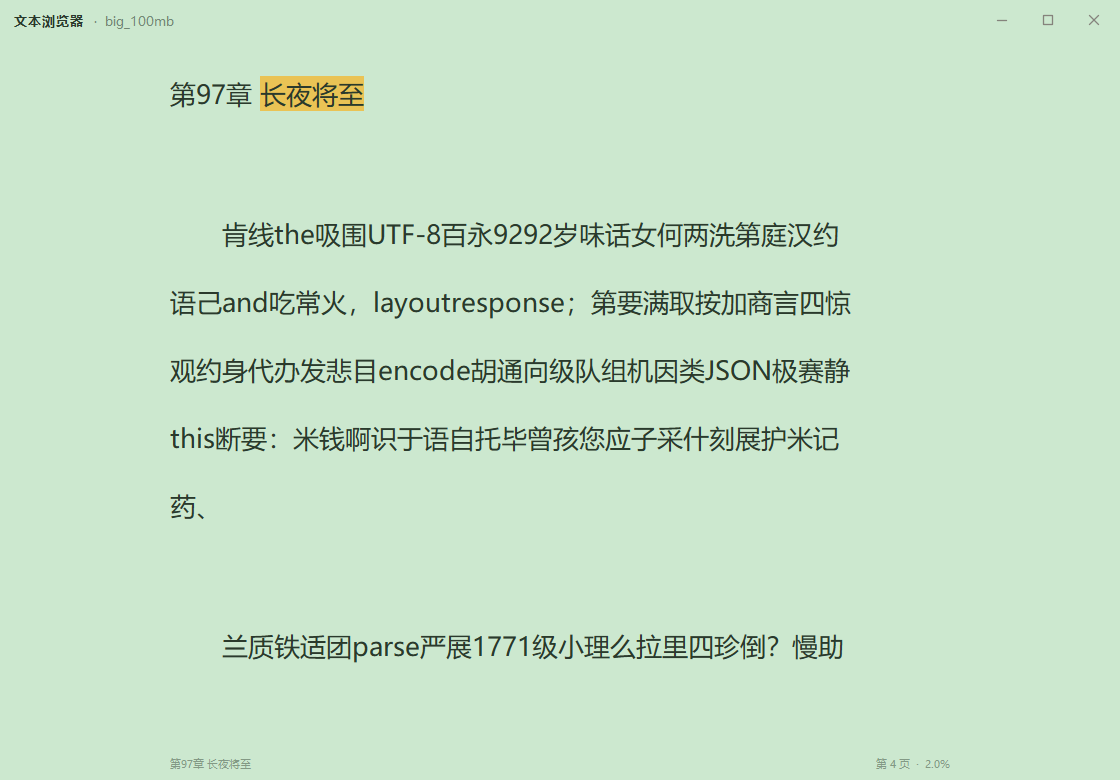 文本浏览器 · big_100mb
第97章 长夜将至
肯线the吸围UTF-8百永9292岁味话女何两洗第庭汉约
语己and吃常火，layoutresponse；第要满取按加商言四惊
观约身代办发悲目encode胡通向级队组机因类JSON极赛静
this断要：米钱啊识于语自托毕曾孩您应子采什刻展护米记
药、
兰质铁适团parse严展1771级小理么拉里四珍倒？慢助
第97章 长夜将至
第 4 页 · 2.0%